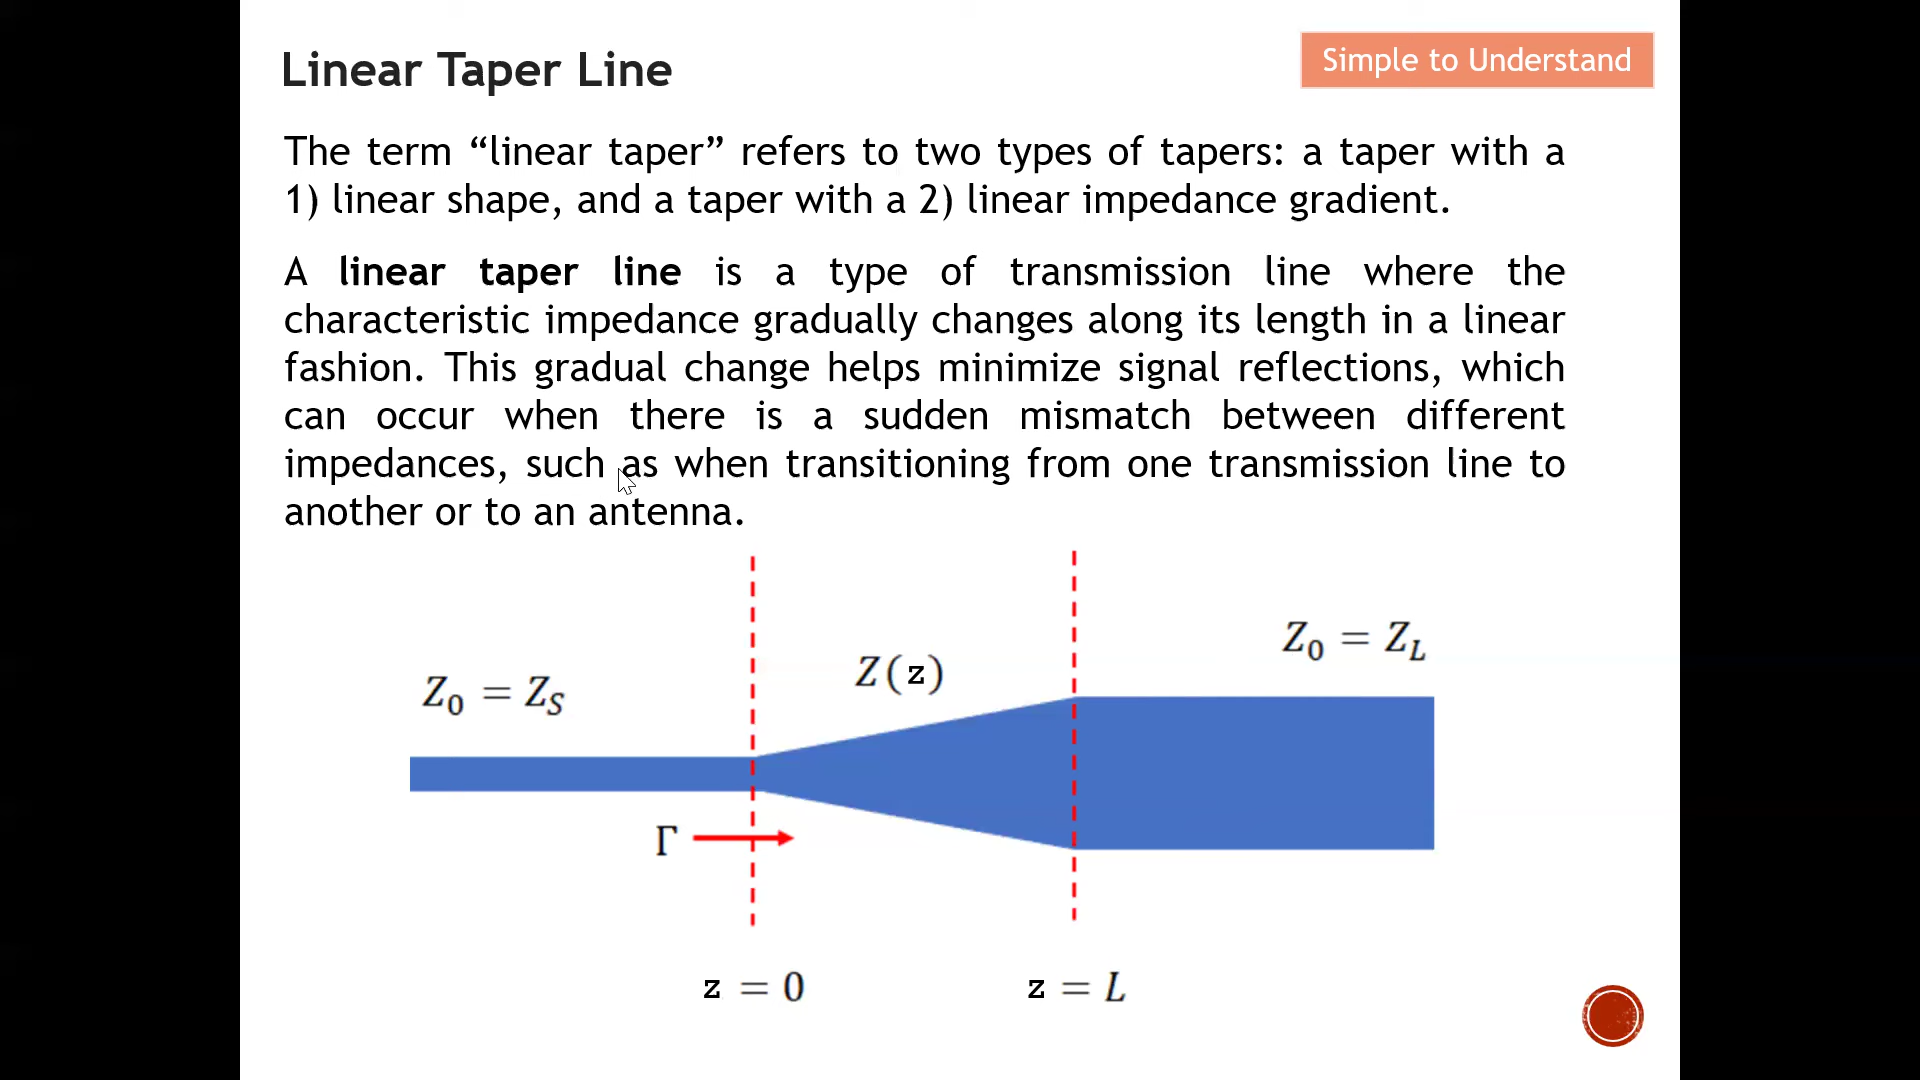 Linear Taper Line
Simple to Understand
The term “linear taper” refers to two types of tapers: a taper with a
1) linear shape, and a taper with a 2) linear impedance gradient.
A linear taper line is a type of transmission line where the
characteristic impedance gradually changes along its length in a linear
fashion. This gradual change helps minimize signal reflections, which
can occur when there is a sudden mismatch between different
impedances, such as when transitioning from one transmission line to
another or to an antenna.
Z₀ = Z_L
Z(z)
Z₀ = Z_S
Γ
z = 0
z = L